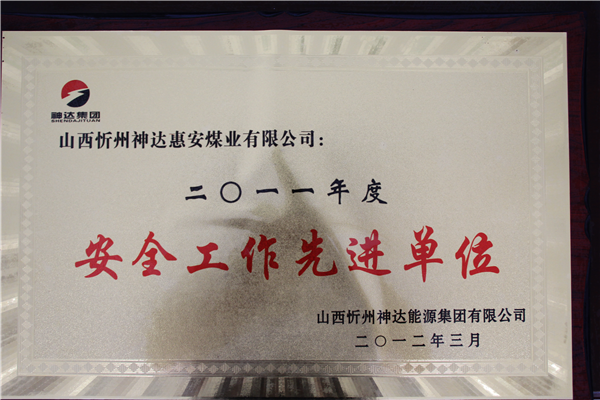 神达集团
SHENDAJITUAN
山西忻州神达惠安煤业有限公司：
二〇一一年度
安全工作先进单位
山西忻州神达能源集团有限公司
二〇一二年三月